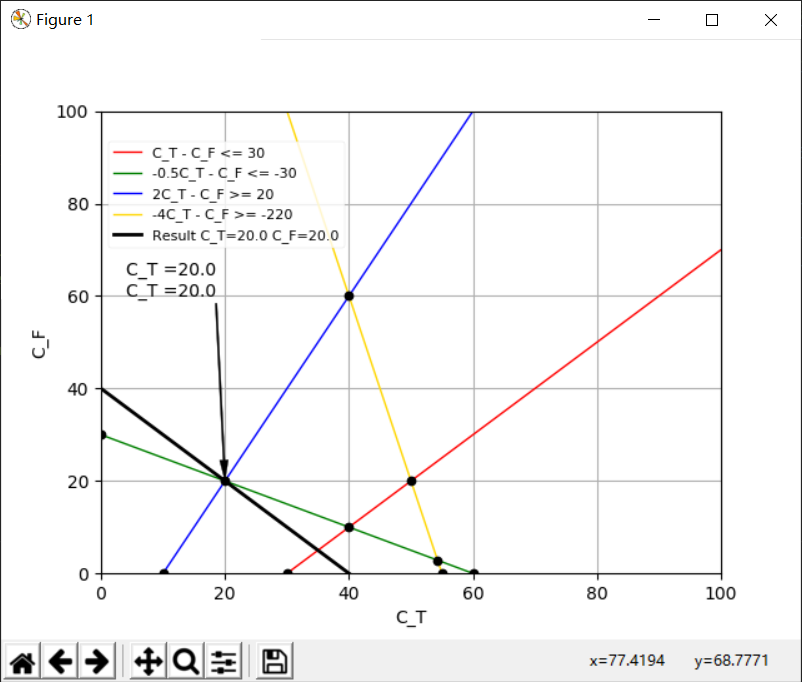 Figure 1
100
80
60
40
20
0
C_F
C_T - C_F <= 30
-0.5C_T - C_F <= -30
2C_T - C_F >= 20
-4C_T - C_F >= -220
Result C_T=20.0 C_F=20.0
C_T =20.0
C_T =20.0
0 20 40 60 80 100
C_T
x=77.4194 y=68.7771